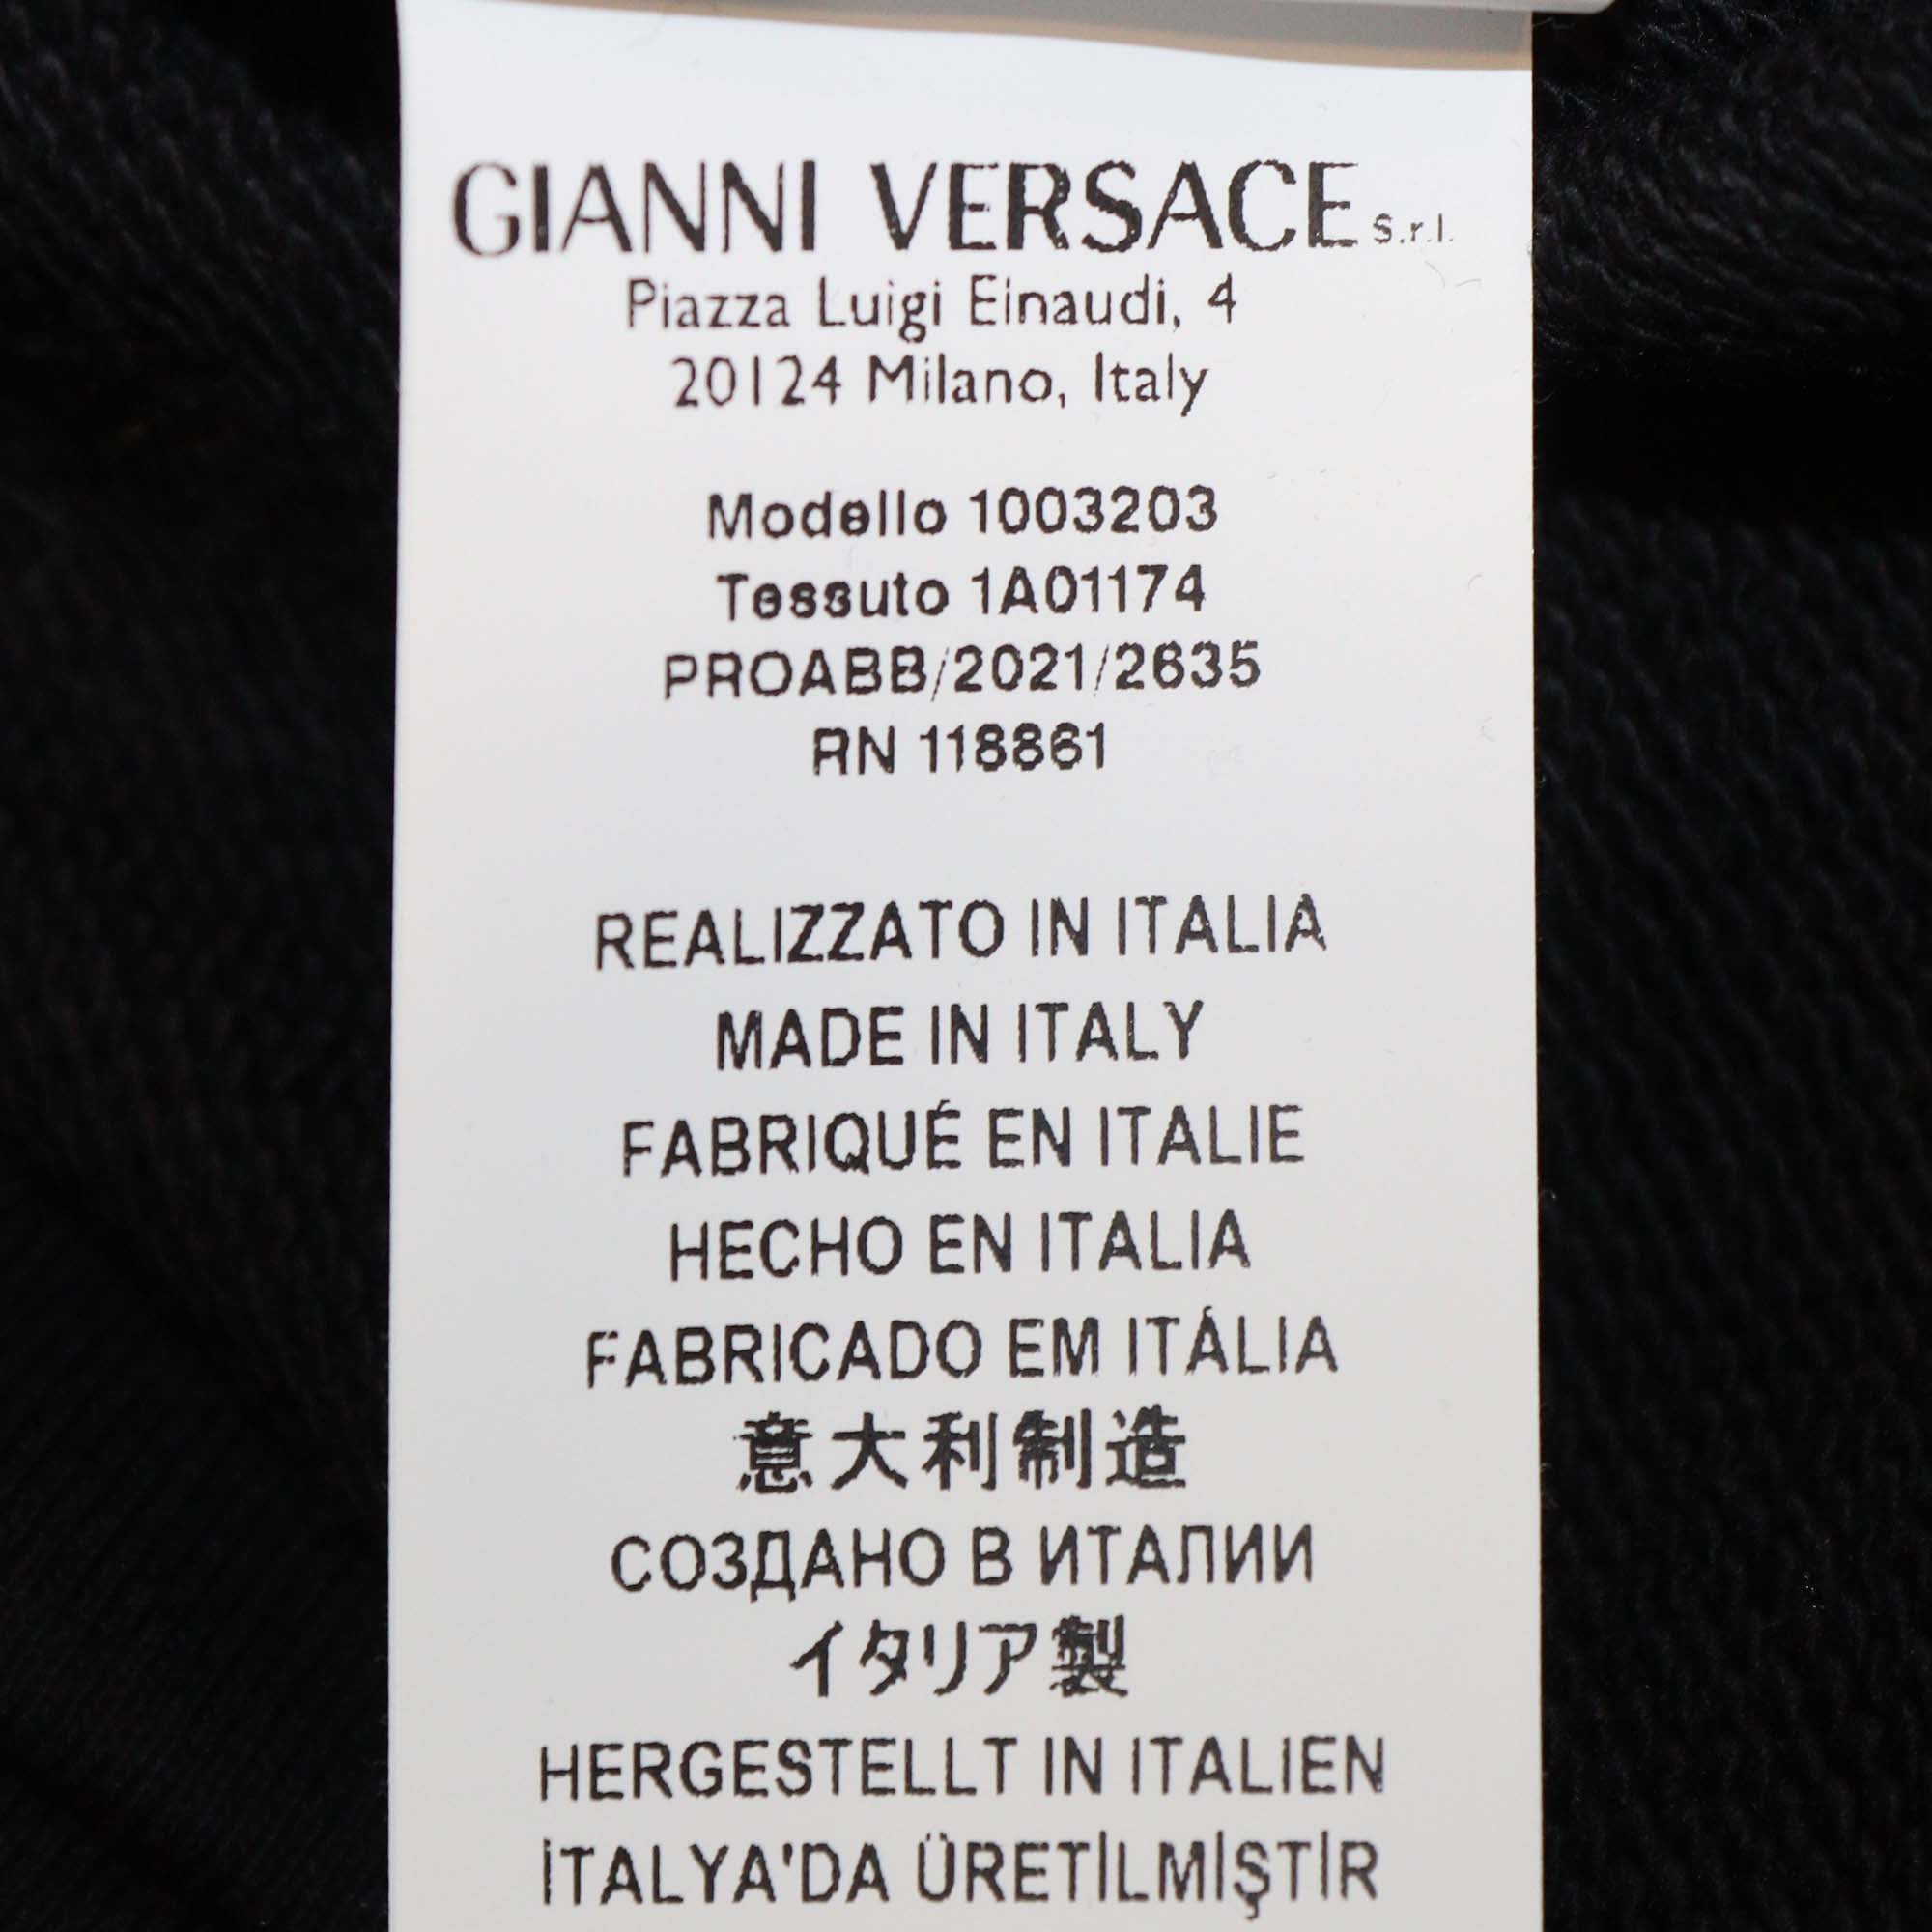 GIANNI VERSACE S.r.l.
Piazza Luigi Einaudi, 4
20124 Milano, Italy
Modello 1003203
Tessuto 1A01174
PROABB/2021/2635
RN 118861
REALIZZATO IN ITALIA
MADE IN ITALY
FABRIQUÉ EN ITALIE
HECHO EN ITALIA
FABRICADO EM ITÁLIA
意大利制造
СОЗДАНО В ИТАЛИИ
イタリア製
HERGESTELLT IN ITALIEN
İTALYA'DA ÜRETİLMİŞTİR